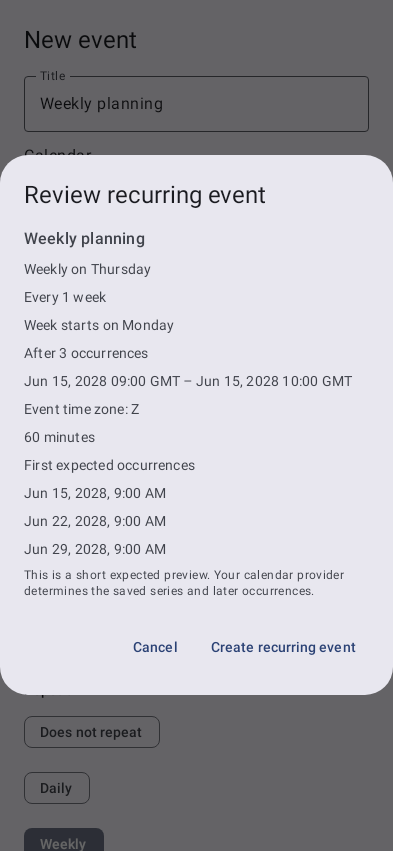 New event
Title
Weekly planning
Calendar
Review recurring event
Weekly planning
Weekly on Thursday
Every 1 week
Week starts on Monday
After 3 occurrences
Jun 15, 2028 09:00 GMT – Jun 15, 2028 10:00 GMT
Event time zone: Z
60 minutes
First expected occurrences
Jun 15, 2028, 9:00 AM
Jun 22, 2028, 9:00 AM
Jun 29, 2028, 9:00 AM
This is a short expected preview. Your calendar provider
determines the saved series and later occurrences.
Cancel Create recurring event
Does not repeat
Daily
Weekly